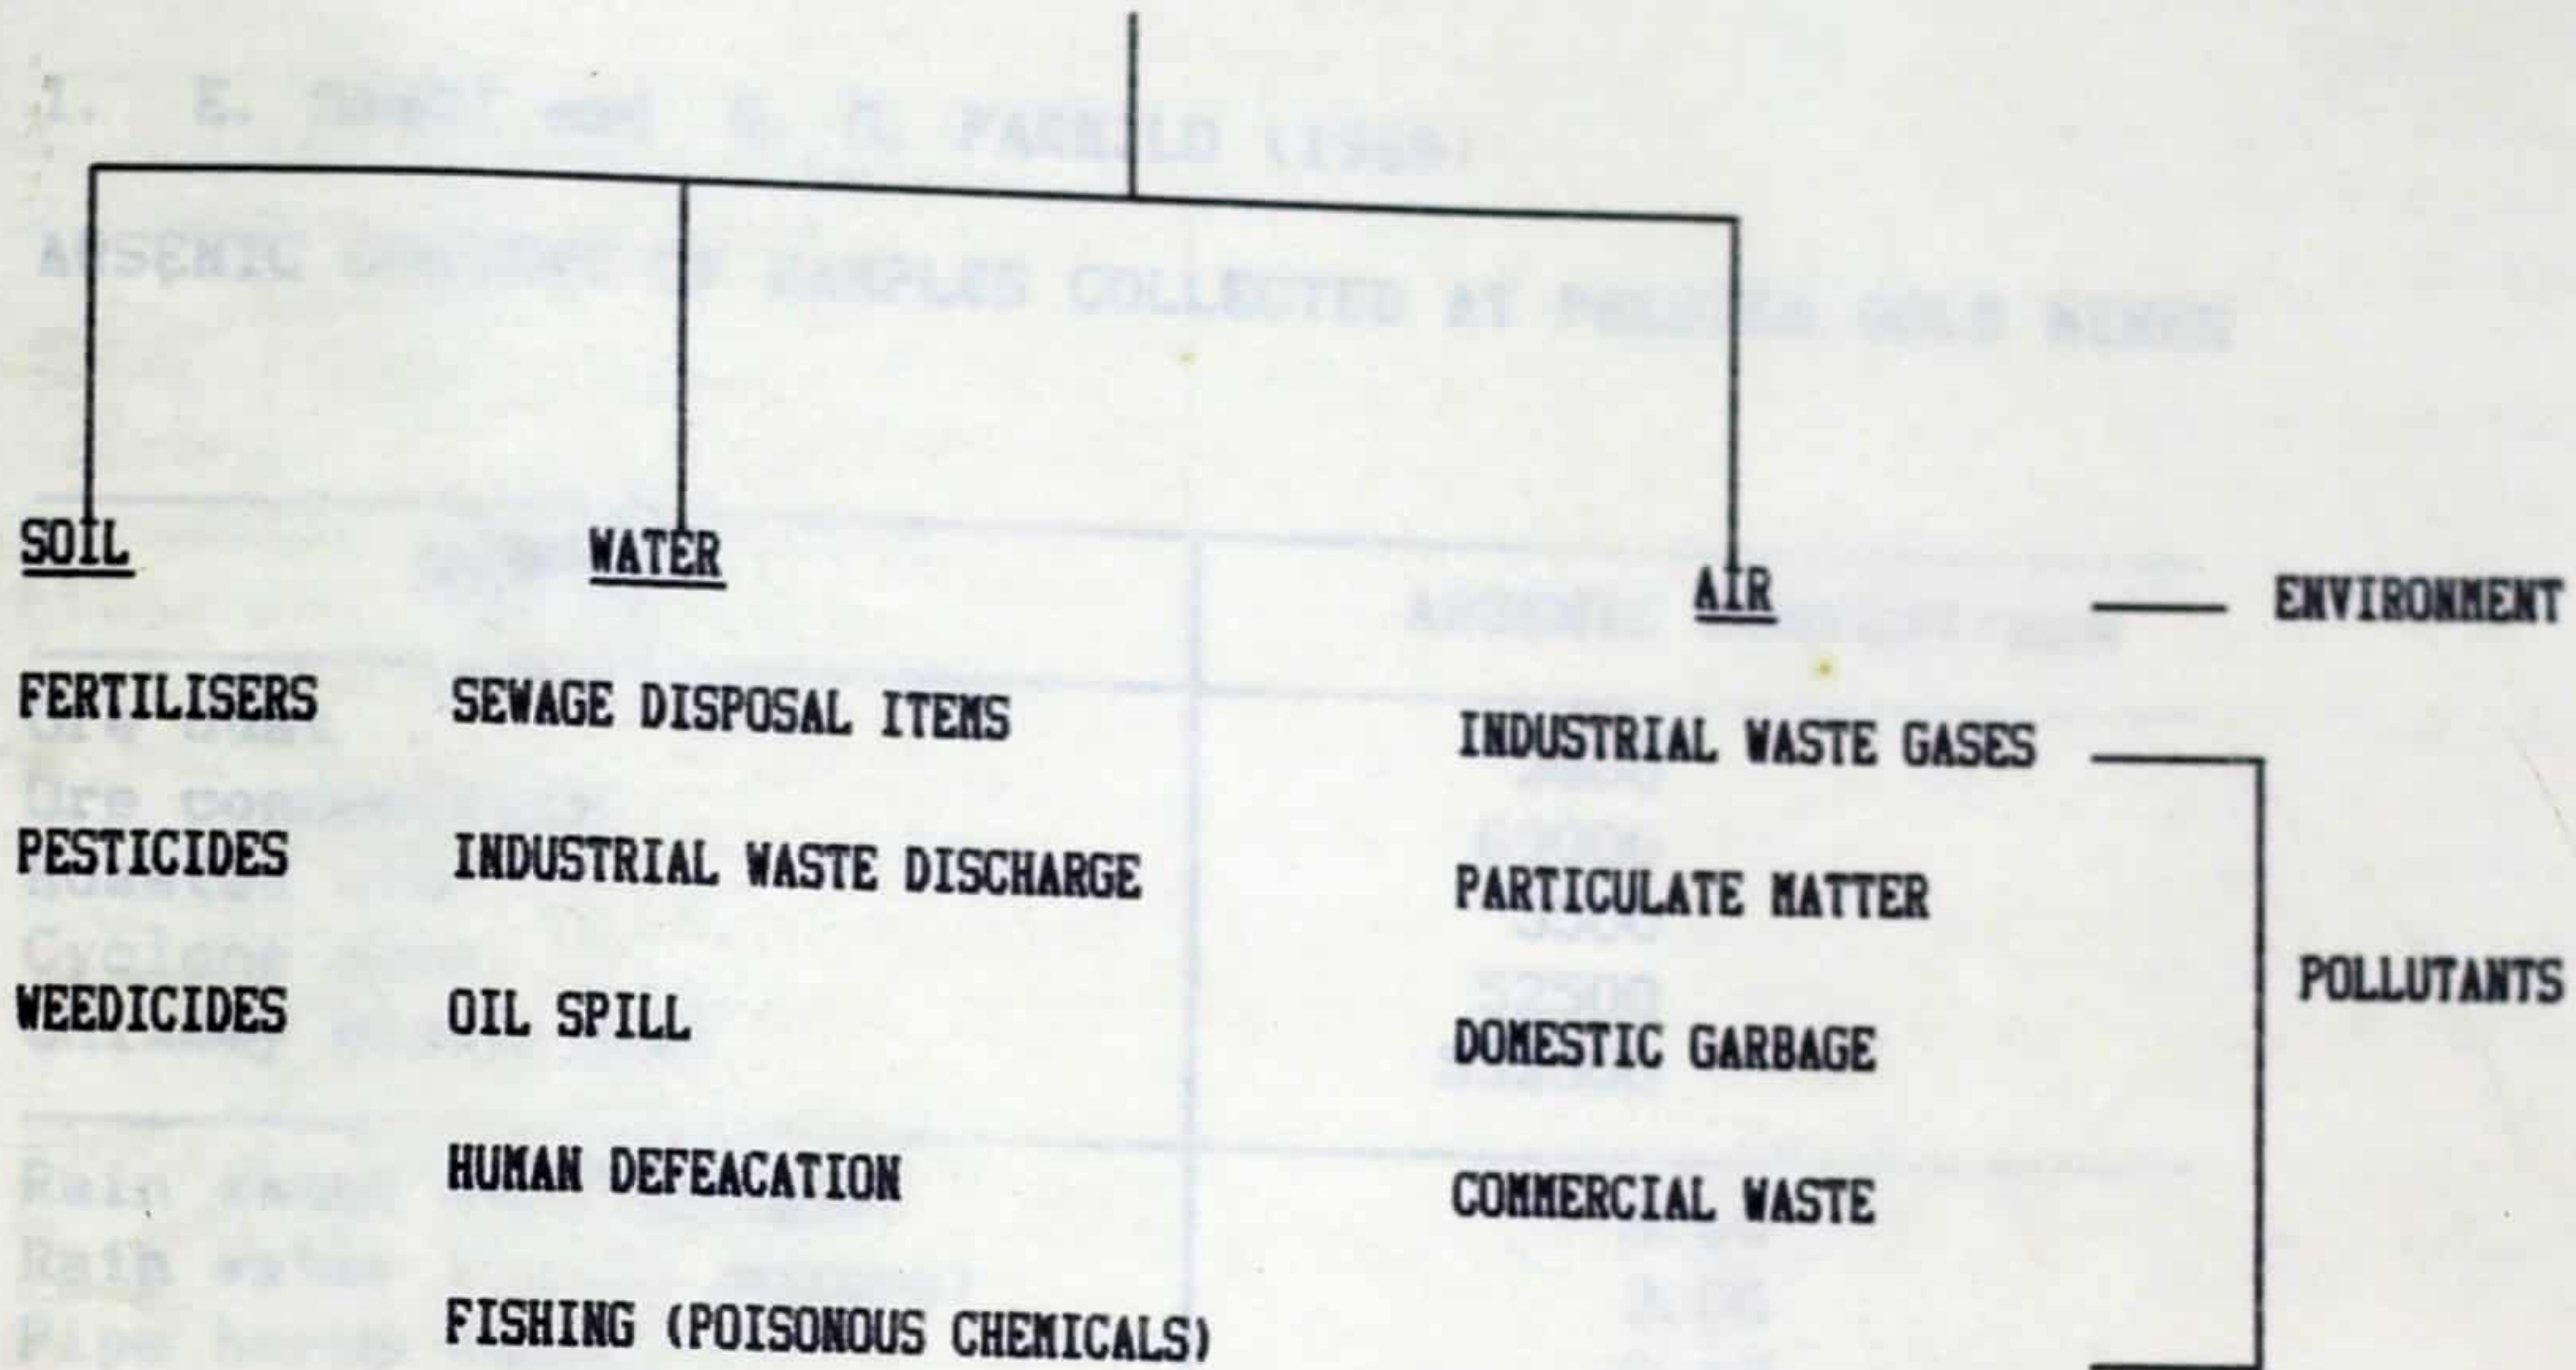 SOIL WATER AIR ENVIRONMENT
FERTILISERS SEWAGE DISPOSAL ITEMS INDUSTRIAL WASTE GASES
PESTICIDES INDUSTRIAL WASTE DISCHARGE PARTICULATE MATTER
POLLUTANTS
WEEDICIDES OIL SPILL DOMESTIC GARBAGE
HUMAN DEFEACATION COMMERCIAL WASTE
FISHING (POISONOUS CHEMICALS)